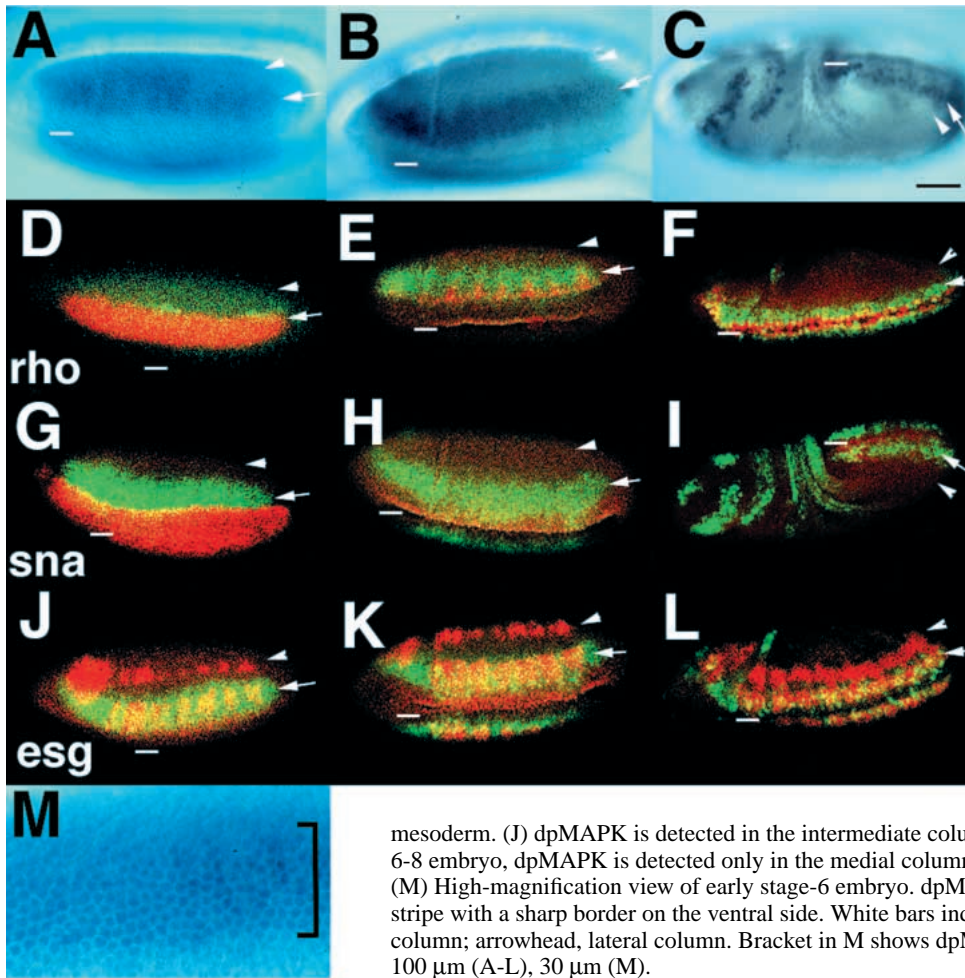 A
B
C
D
E
F
rho
G
H
I
sna
J
K
L
esg
M
mesoderm. (J) dpMAPK is detected in the intermediate colu
6-8 embryo, dpMAPK is detected only in the medial column
(M) High-magnification view of early stage-6 embryo. dpM
stripe with a sharp border on the ventral side. White bars ind
column; arrowhead, lateral column. Bracket in M shows dpM
100 μm (A-L), 30 μm (M).